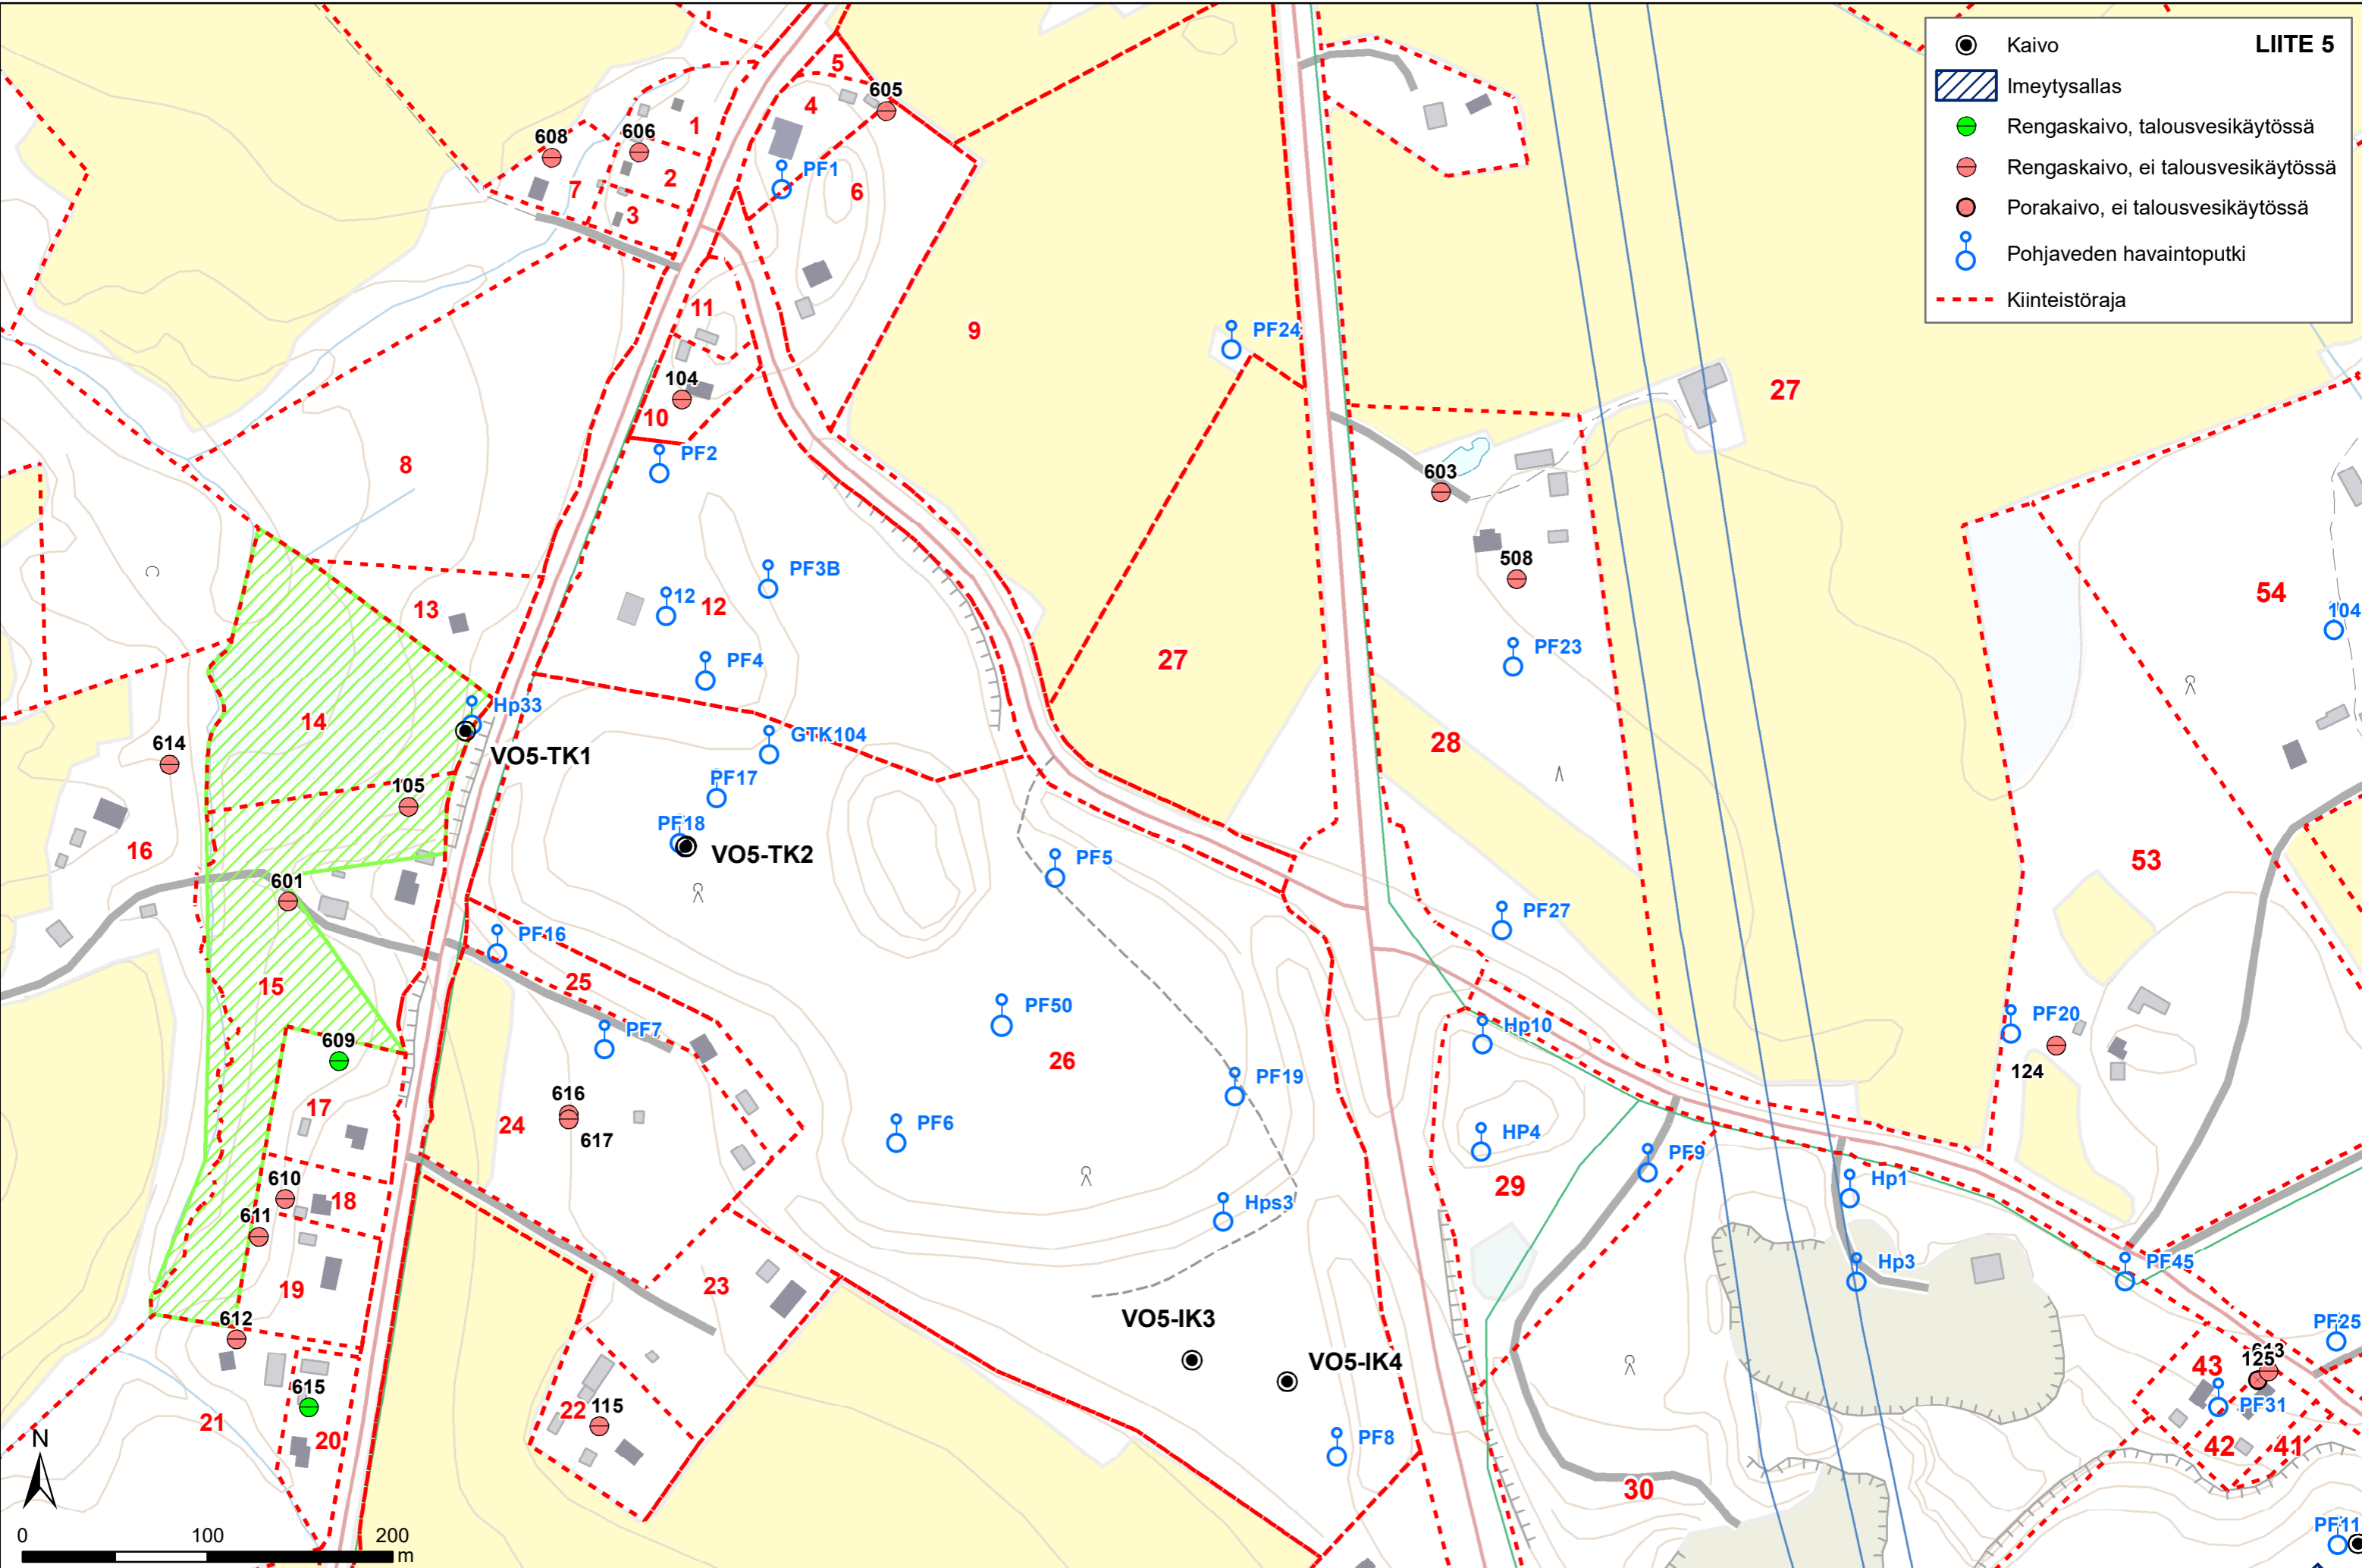 LIITE 5
Kaivo
Imeytysallas
Rengaskaivo, talousvesikäytössä
Rengaskaivo, ei talousvesikäytössä
Porakaivo, ei talousvesikäytössä
Pohjaveden havaintoputki
Kiinteistöraja
5
605
4
1
608
606
PF1
2
7
6
3
11
9
PF24
104
27
10
PF2
8
603
508
PF3B
12
12
54
104
13
PF23
PF4
27
Hp33
14
GTK104
28
614
VO5-TK1
PF17
105
PF18
16
VO5-TK2
PF5
53
601
PF27
PF16
25
15
PF50
PF20
PF7
Hp10
609
26
124
PF19
616
17
24
PF6
HP4
617
PF9
610
18
29
Hp1
611
Hps3
Hp3
PF45
19
23
612
VO5-IK3
PF25
613
VO5-IK4
125
43
615
PF31
22
115
21
20
PF8
42
41
N
30
PF11
0
100
200
m